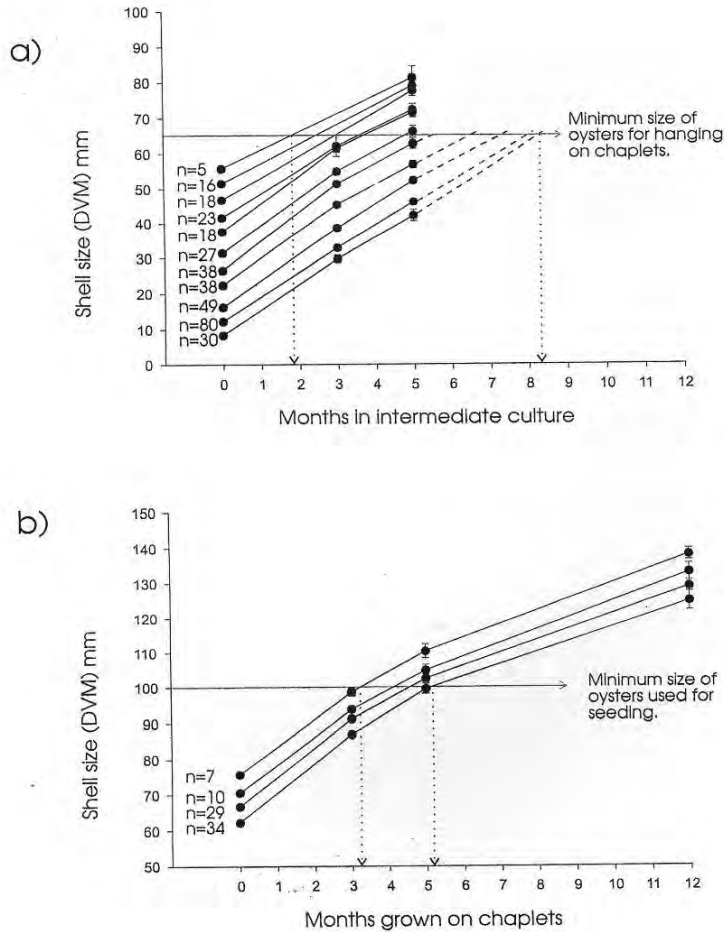 a)
100
90
80
70
60
50
40
30
20
10
0
Shell size (DVM) mm
n=5
n=16
n=18
n=23
n=18
n=27
n=38
n=38
n=49
n=80
n=30
Minimum size of
oysters for hanging
on chaplets.
0 1 2 3 4 5 6 7 8 9 10 11 12
Months in intermediate culture
b)
150
140
130
120
110
100
90
80
70
60
50
Shell size (DVM) mm
n=7
n=10
n=29
n=34
Minimum size of
oysters used for
seeding.
0 1 2 3 4 5 6 7 8 9 10 11 12
Months grown on chaplets